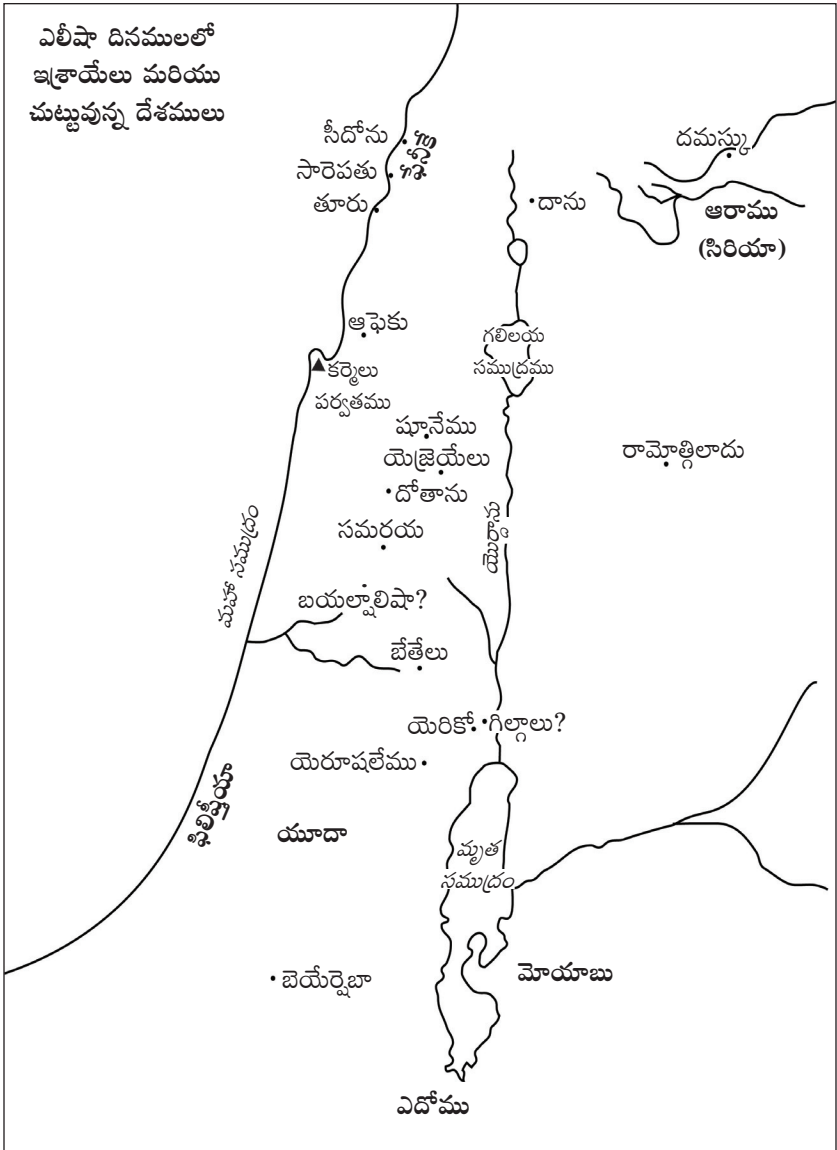 ఎలీషా దినములలో
ఇశ్రాయేలు మరియు
చుట్టువున్న దేశములు
సీదోను
సారెపతు
తూరు
దమస్కు
దాను
ఆరాము
(సిరియా)
ఆఫెకు
గలిలయ
సముద్రము
కర్మెలు
పర్వతము
షూనేము
యెజ్రెయేలు
రామోత్గిలాదు
దోతాను
సమరయ
మహా సముద్రం
బయల్షాలిషా?
బేతేలు
యెరికో
గిల్గాలు?
యెరూషలేము
యూదా
మృత
సముద్రం
మోయాబు
బెయేర్షెబా
ఎదోము